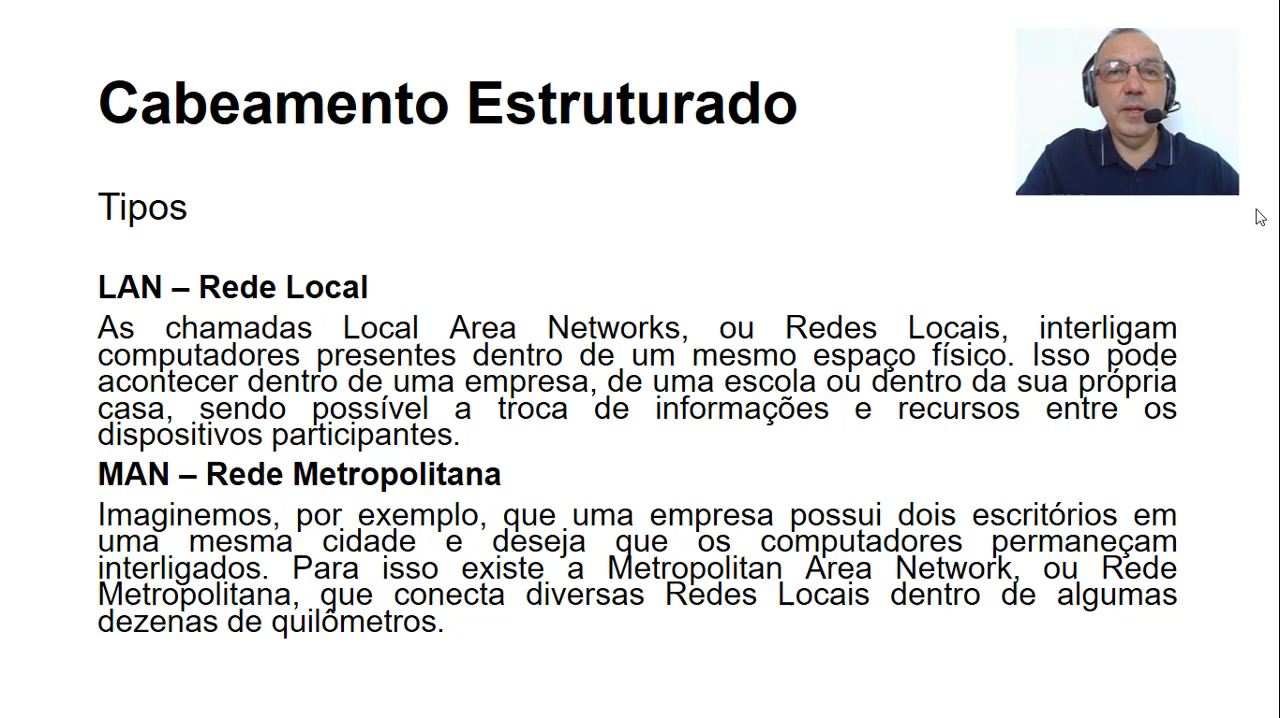 Cabeamento Estruturado
Tipos
LAN – Rede Local
As chamadas Local Area Networks, ou Redes Locais, interligam
computadores presentes dentro de um mesmo espaço físico. Isso pode
acontecer dentro de uma empresa, de uma escola ou dentro da sua própria
casa, sendo possível a troca de informações e recursos entre os
dispositivos participantes.
MAN – Rede Metropolitana
Imaginemos, por exemplo, que uma empresa possui dois escritórios em
uma mesma cidade e deseja que os computadores permaneçam
interligados. Para isso existe a Metropolitan Area Network, ou Rede
Metropolitana, que conecta diversas Redes Locais dentro de algumas
dezenas de quilômetros.